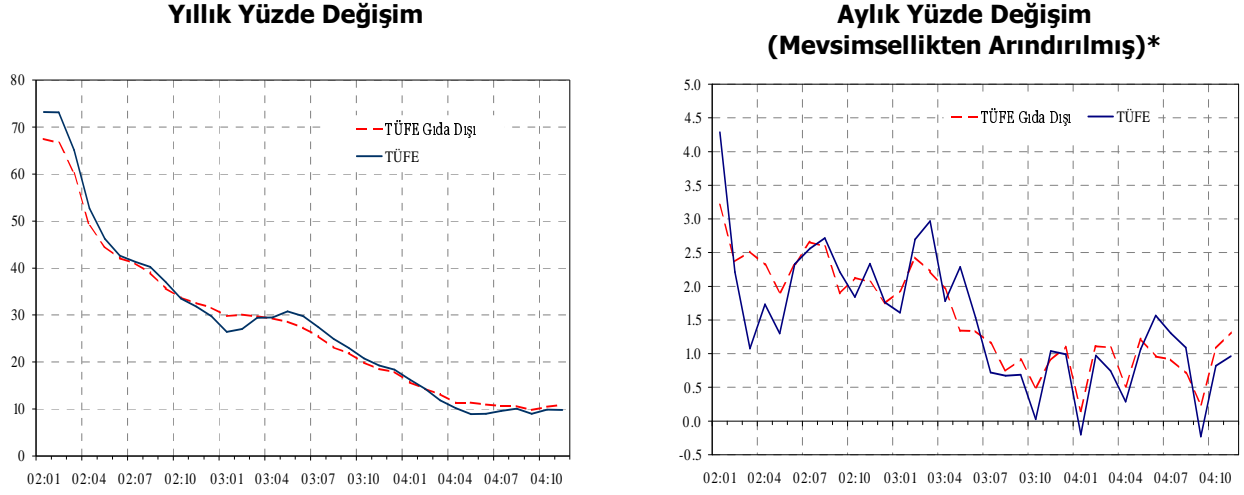 Yıllık Yüzde Değişim
80
70
60
50
40
30
20
10
0
TÜFE Gıda Dışı
TÜFE
02:01 02:04 02:07 02:10 03:01 03:04 03:07 03:10 04:01 04:04 04:07 04:10
Aylık Yüzde Değişim
(Mevsimsellikten Arındırılmış)*
5.0
4.5
4.0
3.5
3.0
2.5
2.0
1.5
1.0
0.5
0.0
-0.5
TÜFE Gıda Dışı TÜFE
02:01 02:04 02:07 02:10 03:01 03:04 03:07 03:10 04:01 04:04 04:07 04:10